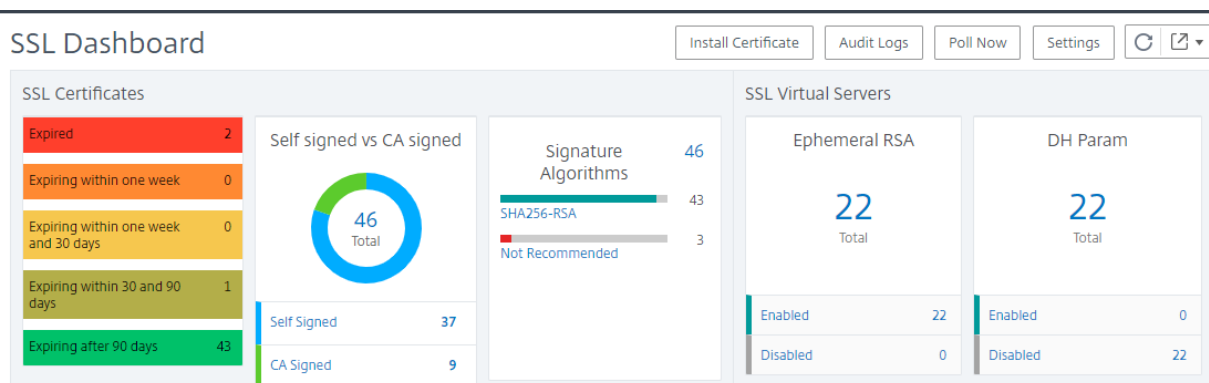 SSL Dashboard
Install Certificate
Audit Logs
Poll Now
Settings
SSL Certificates
Expired 2
Expiring within one week 0
Expiring within one week
and 30 days 0
Expiring within 30 and 90
days 1
Expiring after 90 days 43
Self signed vs CA signed
46
Total
Self Signed 37
CA Signed 9
Signature
Algorithms 46
43
SHA256-RSA
3
Not Recommended
SSL Virtual Servers
Ephemeral RSA
22
Total
Enabled 22
Disabled 0
DH Param
22
Total
Enabled 0
Disabled 22